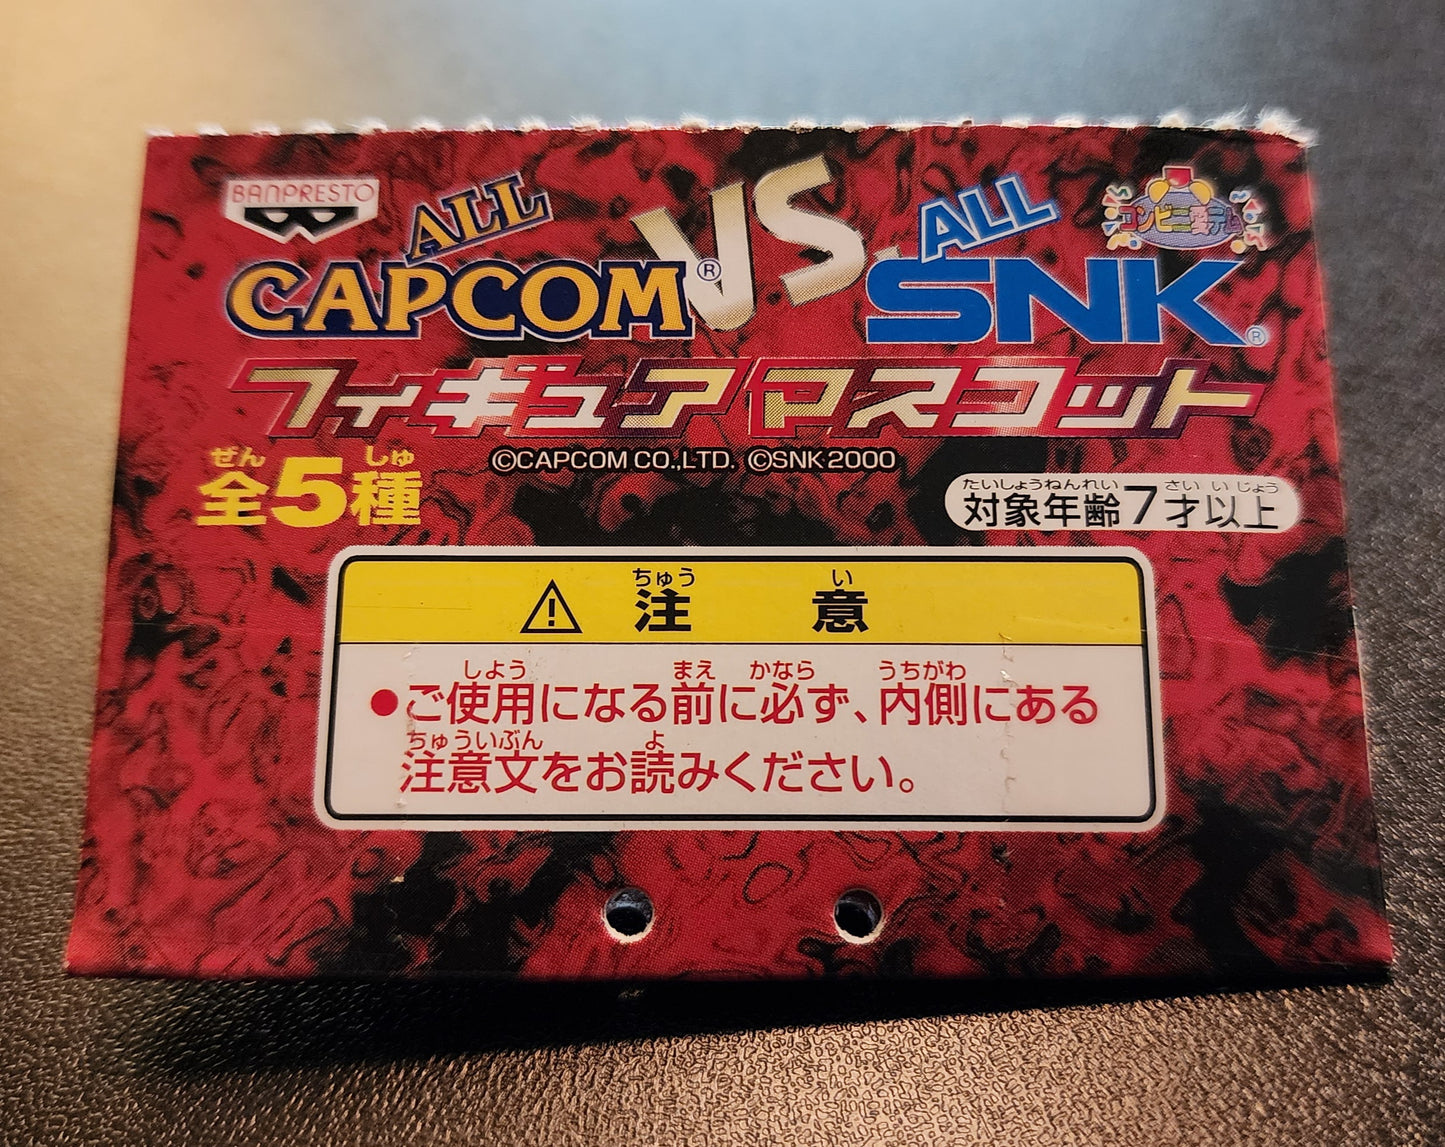 BANPRESTO
ALL CAPCOM® VS. ALL SNK®
コンビニ愛テム
フィギュアマスコット
©CAPCOM CO.,LTD. ©SNK 2000
ぜん しゅ
全5種
たいしょうねんれい さい いじょう
対象年齢7才以上
ちゅう い
注 意
しよう まえ かなら うちがわ
●ご使用になる前に必ず、内側にある
ちゅういぶん よ
注意文をお読みください。